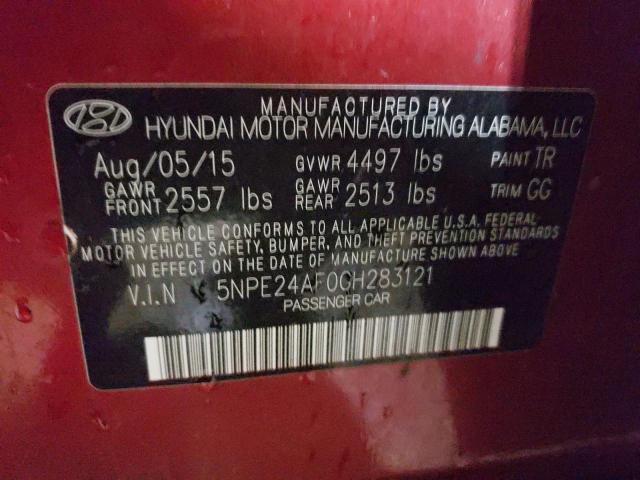 MANUFACTURED BY
HYUNDAI MOTOR MANUFACTURING ALABAMA, LLC
Aug/05/15 GVWR 4497 lbs PAINT TR
GAWR FRONT 2557 lbs GAWR REAR 2513 lbs TRIM GG
THIS VEHICLE CONFORMS TO ALL APPLICABLE U.S.A. FEDERAL
MOTOR VEHICLE SAFETY, BUMPER, AND THEFT PREVENTION STANDARDS
IN EFFECT ON THE DATE OF MANUFACTURE SHOWN ABOVE
V.I.N 5NPE24AF0GH283121
PASSENGER CAR